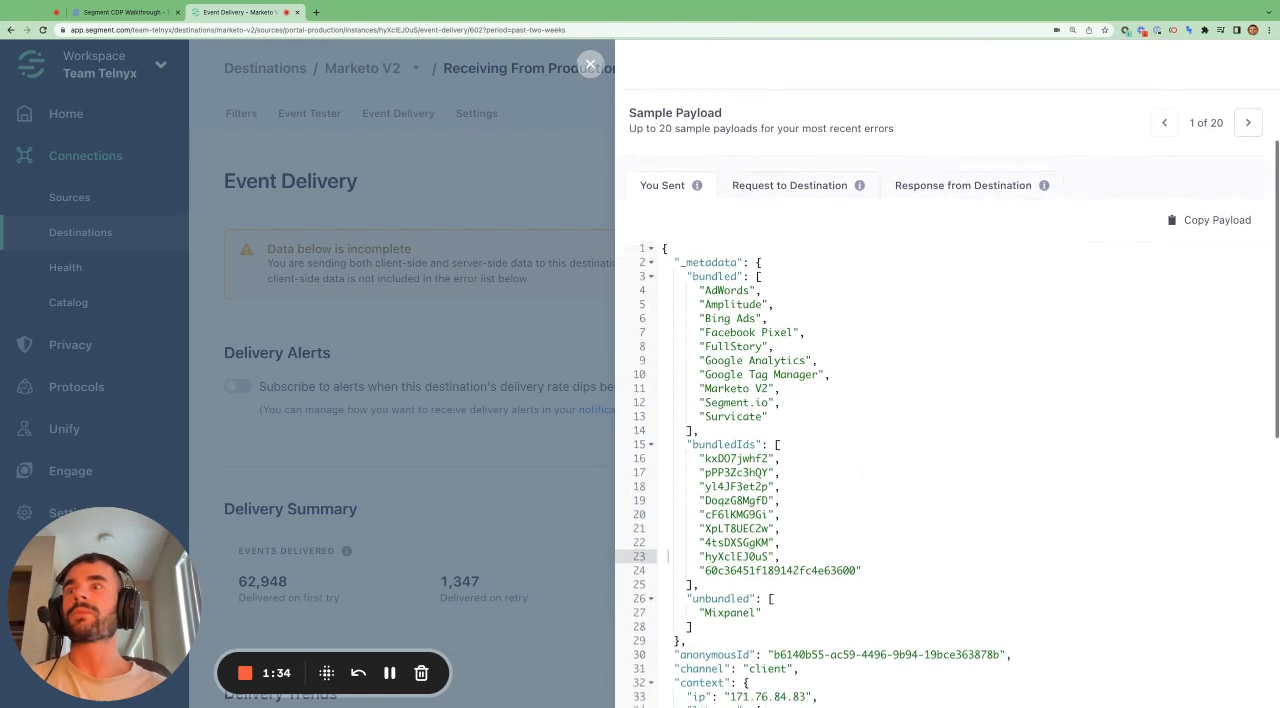 Segment CDP Walkthrough - T
Event Delivery - Marketo V
app.segment.com/team-telnyx/destinations/marketo-v2/sources/portal-production/instances/hyXclEJ0uS/event-delivery/602?period=past-two-weeks
Workspace
Team Telnyx
Home
Connections
Sources
Destinations
Health
Catalog
Privacy
Protocols
Unify
Engage
Destinations / Marketo V2 / Receiving From Production
Filters
Event Tester
Event Delivery
Settings
Event Delivery
Data below is incomplete
You are sending both client-side and server-side data to this destinatio
client-side data is not included in the error list below.
Delivery Alerts
Subscribe to alerts when this destination's delivery rate dips be
(You can manage how you want to receive delivery alerts in your notifica
Delivery Summary
EVENTS DELIVERED
62,948
Delivered on first try
1,347
Delivered on retry
Delivery Trends
1:34
Sample Payload
Up to 20 sample payloads for your most recent errors
1 of 20
You Sent
Request to Destination
Response from Destination
Copy Payload
1 {
2 "_metadata": {
3 "bundled": [
4 "AdWords",
5 "Amplitude",
6 "Bing Ads",
7 "Facebook Pixel",
8 "FullStory",
9 "Google Analytics",
10 "Google Tag Manager",
11 "Marketo V2",
12 "Segment.io",
13 "Survicate"
14 ],
15 "bundledIds": [
16 "kxDO7jwhf2",
17 "pPP3Zc3hQY",
18 "yl4JF3et2p",
19 "DoqzG8MgfD",
20 "cF6lKMG9Gi",
21 "XpLT8UEC2w",
22 "4tsDXSGgKM",
23 "hyXclEJ0uS",
24 "60c36451f189142fc4e63600"
25 ],
26 "unbundled": [
27 "Mixpanel"
28 ]
29 },
30 "anonymousId": "b6140b55-ac59-4496-9b94-19bce363878b",
31 "channel": "client",
32 "context": {
33 "ip": "171.76.84.83",